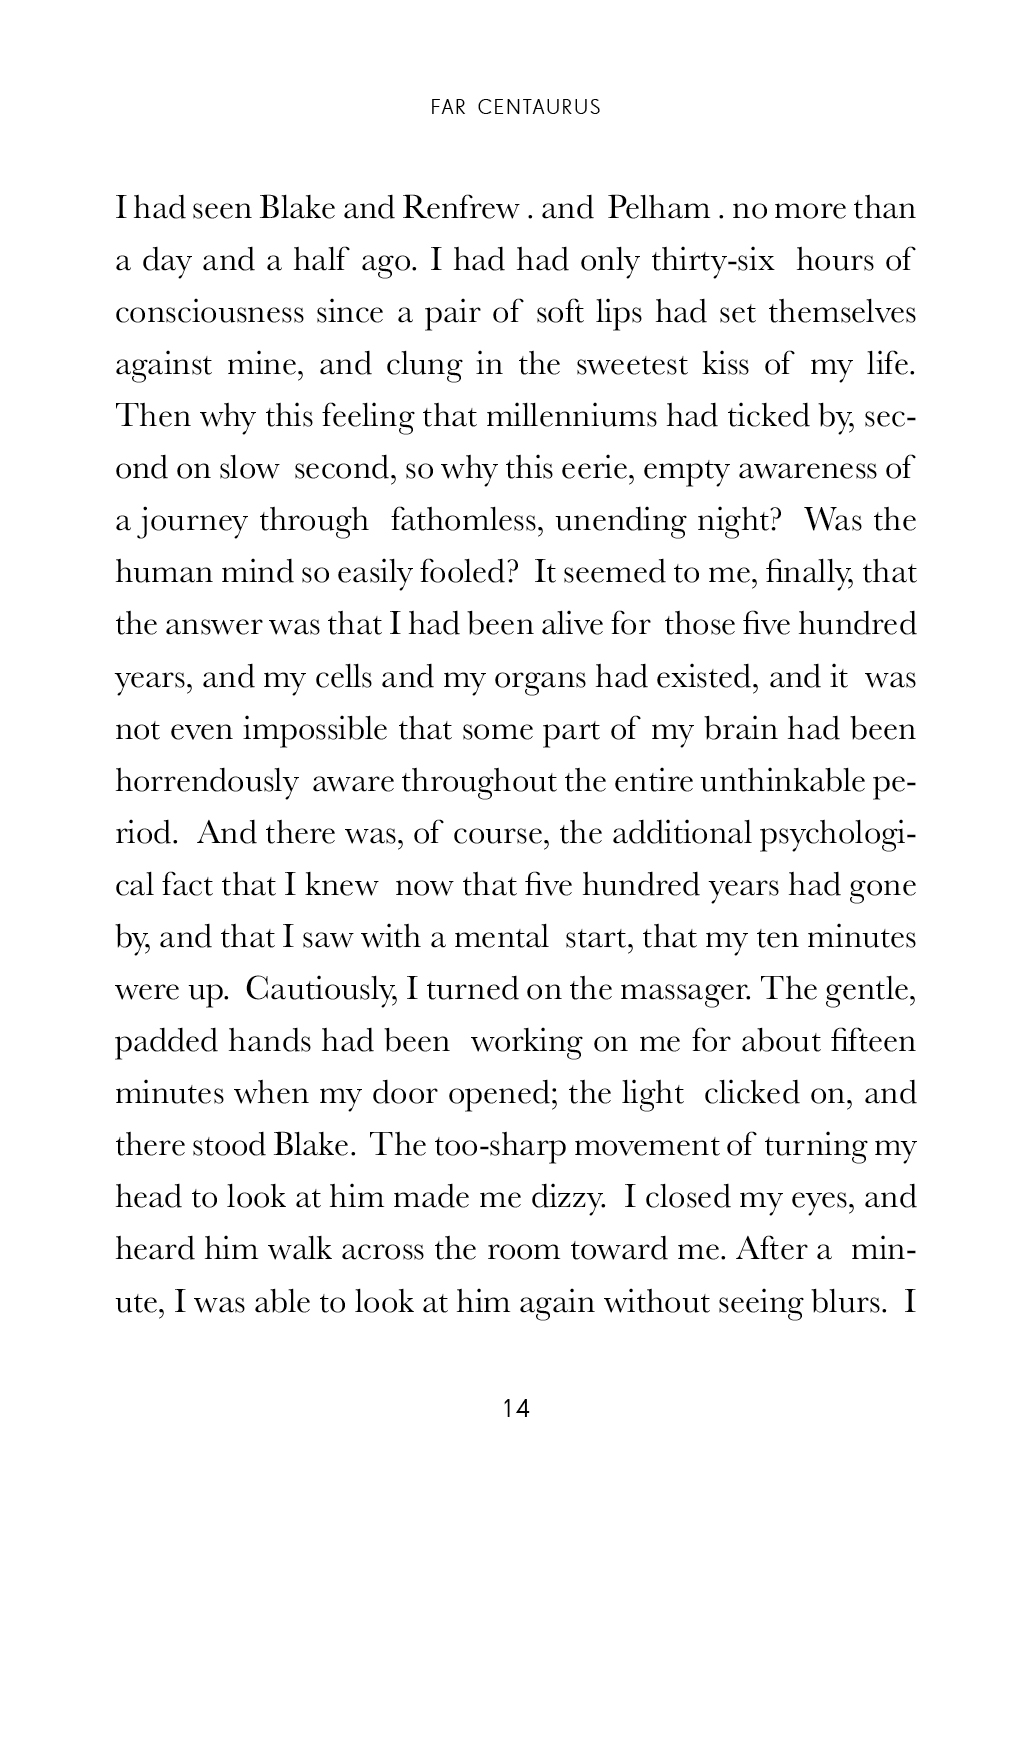 FAR CENTAURUS
I had seen Blake and Renfrew . and Pelham . no more than
a day and a half ago. I had had only thirty-six hours of
consciousness since a pair of soft lips had set themselves
against mine, and clung in the sweetest kiss of my life.
Then why this feeling that millenniums had ticked by, sec-
ond on slow second, so why this eerie, empty awareness of
a journey through fathomless, unending night? Was the
human mind so easily fooled? It seemed to me, finally, that
the answer was that I had been alive for those five hundred
years, and my cells and my organs had existed, and it was
not even impossible that some part of my brain had been
horrendously aware throughout the entire unthinkable pe-
riod. And there was, of course, the additional psychologi-
cal fact that I knew now that five hundred years had gone
by, and that I saw with a mental start, that my ten minutes
were up. Cautiously, I turned on the massager. The gentle,
padded hands had been working on me for about fifteen
minutes when my door opened; the light clicked on, and
there stood Blake. The too-sharp movement of turning my
head to look at him made me dizzy. I closed my eyes, and
heard him walk across the room toward me. After a min-
ute, I was able to look at him again without seeing blurs. I
14